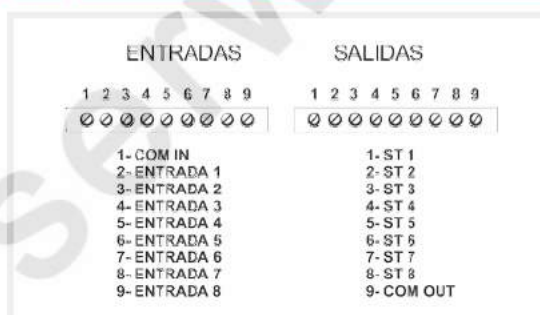 ENTRADAS SALIDAS
1 2 3 4 5 6 7 8 9 1 2 3 4 5 6 7 8 9
1- COM IN 1- ST 1
2- ENTRADA 1 2- ST 2
3- ENTRADA 2 3- ST 3
4- ENTRADA 3 4- ST 4
5- ENTRADA 4 5- ST 5
6- ENTRADA 5 6- ST 6
7- ENTRADA 6 7- ST 7
8- ENTRADA 7 8- ST 8
9- ENTRADA 8 9- COM OUT